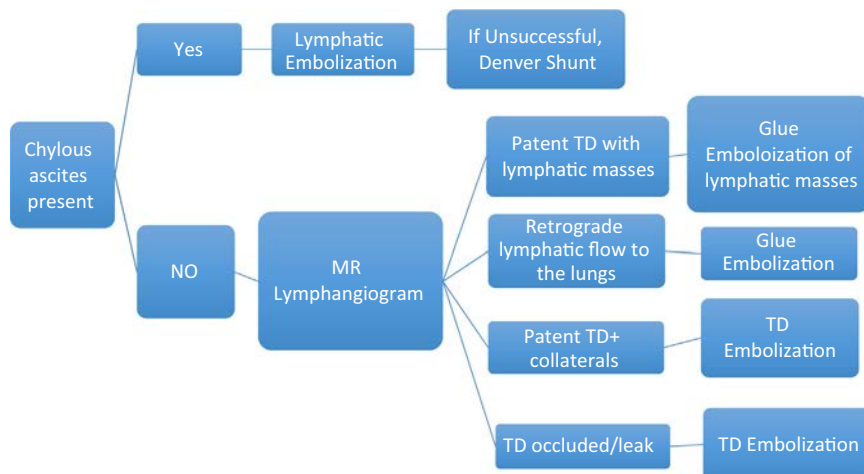 Chylous
ascites
present
Yes
Lymphatic
Embolization
If Unsuccessful,
Denver Shunt
NO
MR
Lymphangiogram
Patent TD with
lymphatic masses
Glue
Emboloization of
lymphatic masses
Retrograde
lymphatic flow to
the lungs
Glue
Embolization
Patent TD+
collaterals
TD
Embolization
TD occluded/leak
TD Embolization